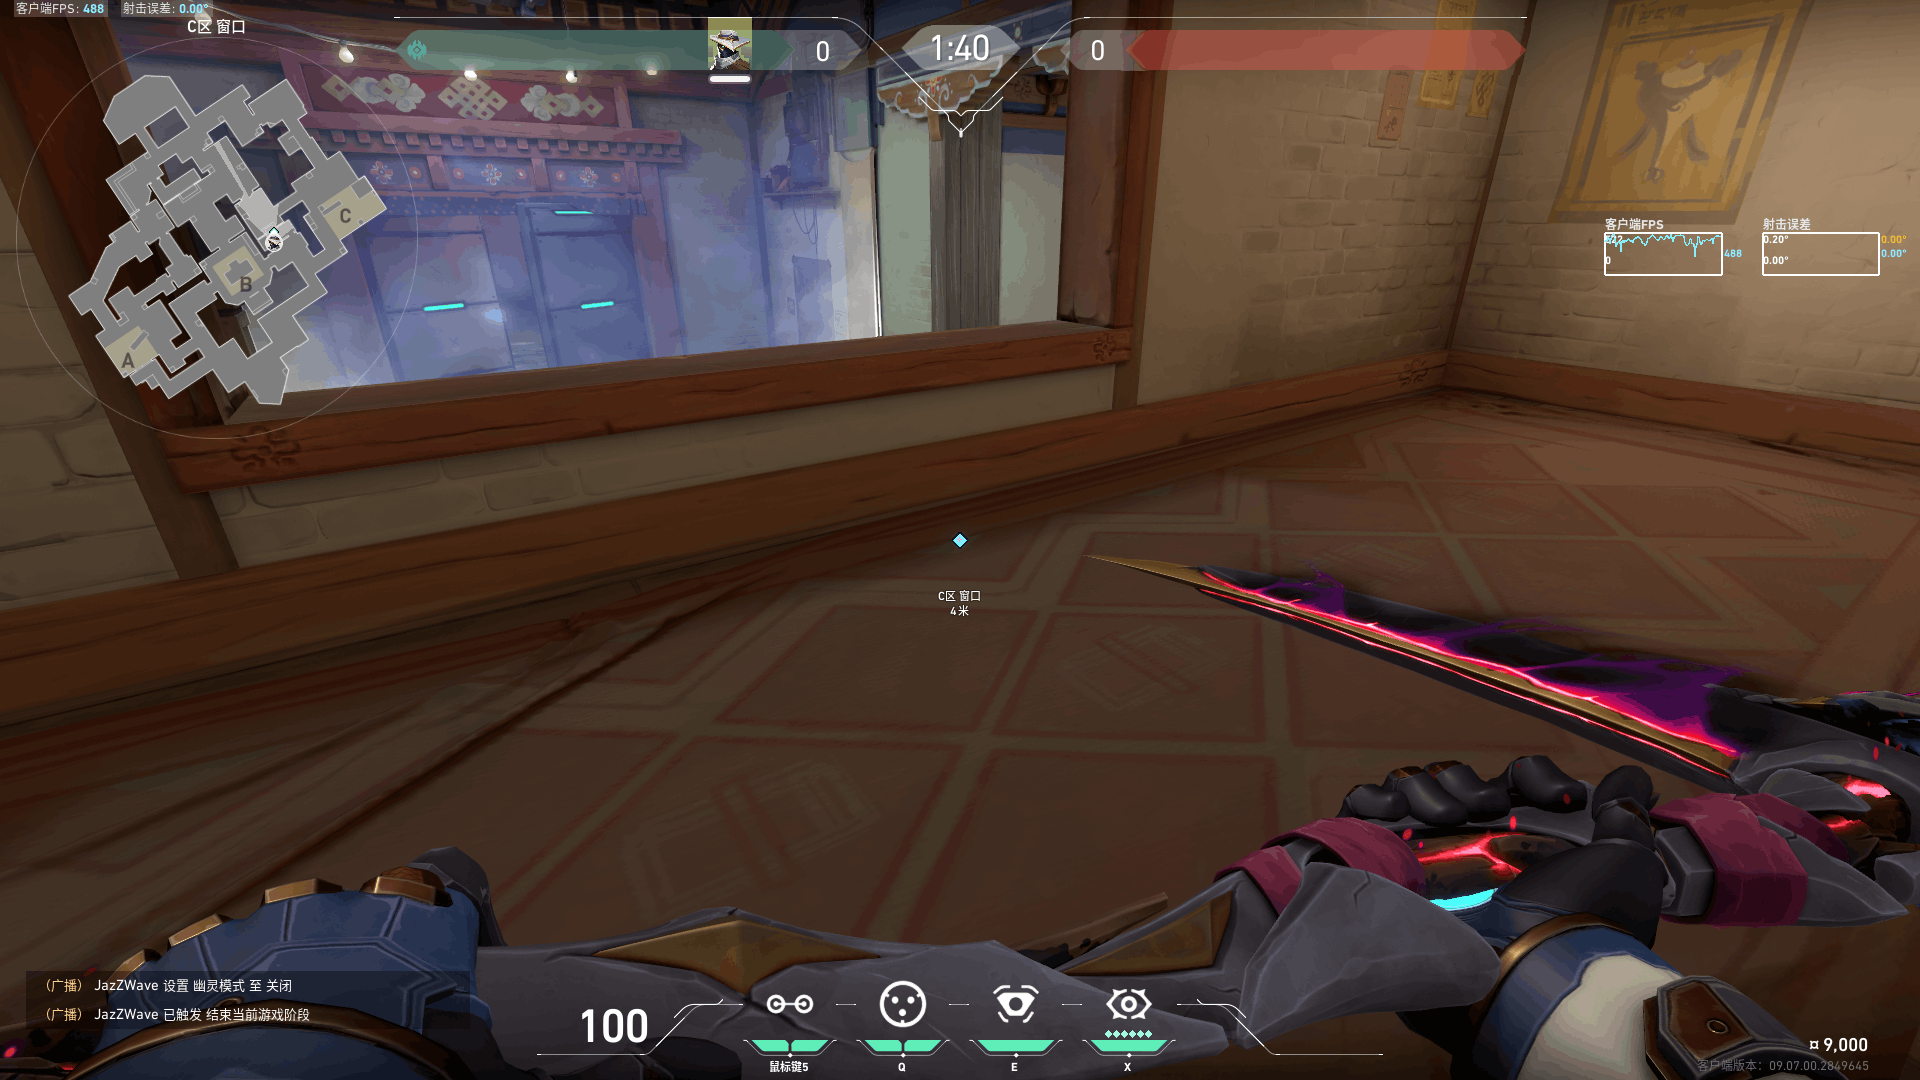 客户端FPS: 488 射击误差: 0.00°
C区 窗口
0 1:40 0
C
B
A
客户端FPS 射击误差
0.20° 0.00°
488 0.00°
0 0.00°
C区 窗口
4米
(广播) JazZWave 设置 幽灵模式 至 关闭
(广播) JazZWave 已触发 结束当前游戏阶段
100
鼠标键5 Q E X
¤ 9,000
客户端版本: 09.07.00.2849645